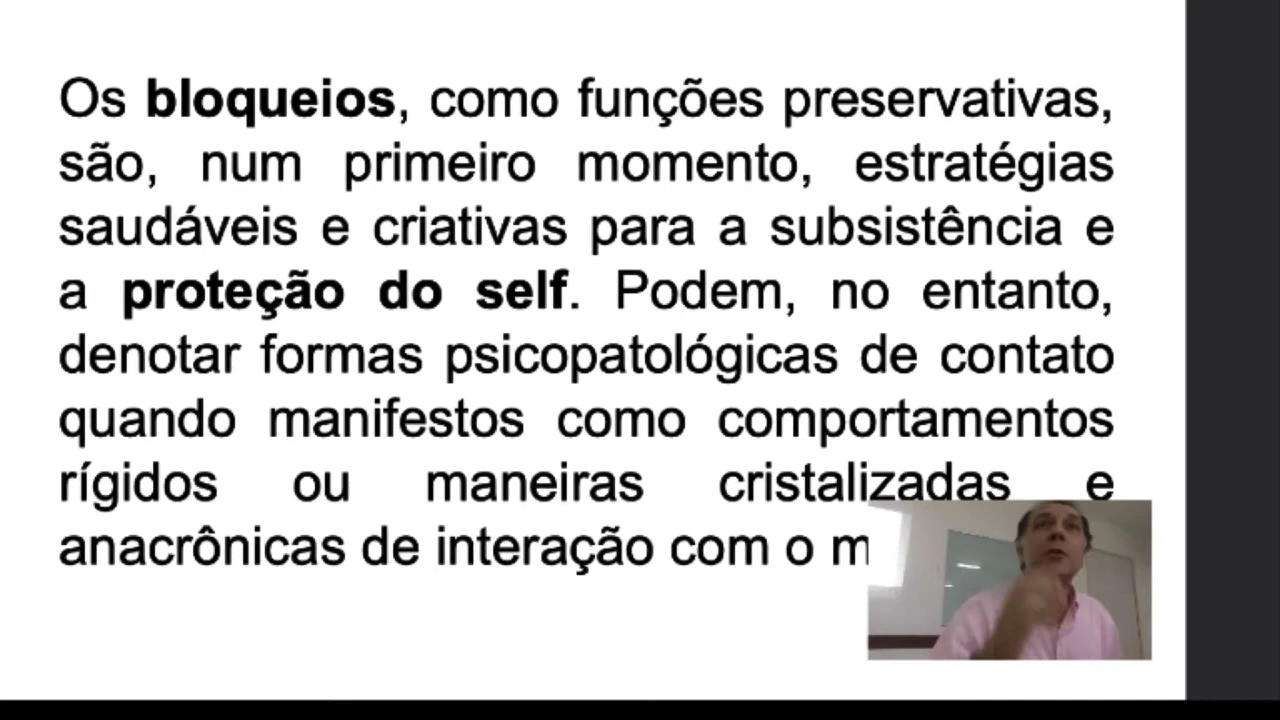 Os bloqueios, como funções preservativas,
são, num primeiro momento, estratégias
saudáveis e criativas para a subsistência e
a proteção do self. Podem, no entanto,
denotar formas psicopatológicas de contato
quando manifestos como comportamentos
rígidos ou maneiras cristalizadas e
anacrônicas de interação com o